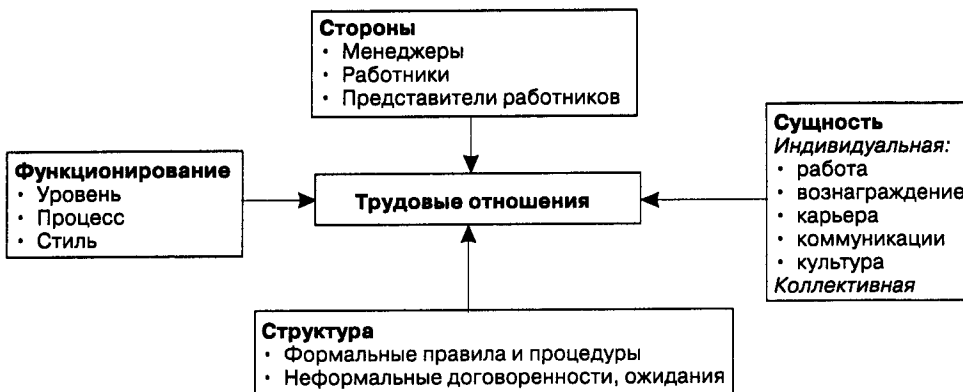 Стороны
• Менеджеры
• Работники
• Представители работников
Функционирование
• Уровень
• Процесс
• Стиль
Трудовые отношения
Сущность
Индивидуальная:
• работа
• вознаграждение
• карьера
• коммуникации
• культура
Коллективная
Структура
• Формальные правила и процедуры
• Неформальные договоренности, ожидания